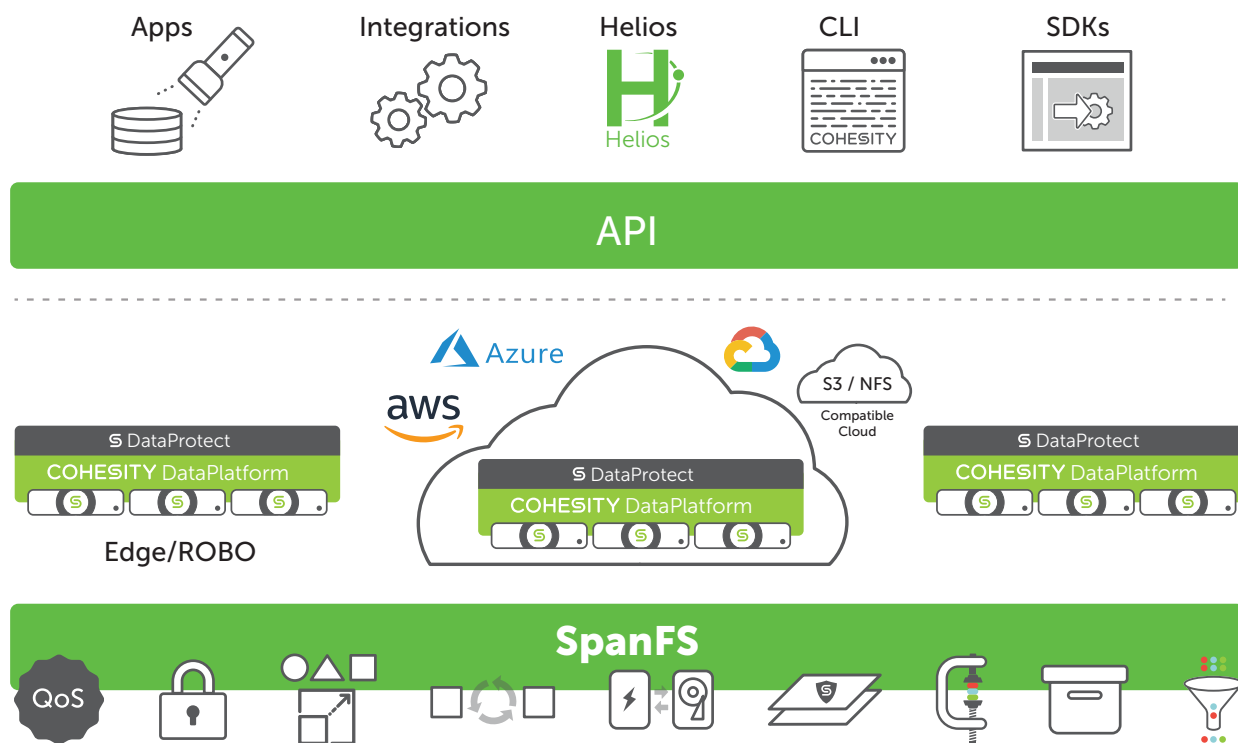 Apps
Integrations
Helios
CLI
SDKs
Helios
COHESITY
API
Azure
aws
S3 / NFS
Compatible
Cloud
DataProtect
COHESITY DataPlatform
S
S
S
Edge/ROBO
DataProtect
COHESITY DataPlatform
S
S
S
DataProtect
COHESITY DataPlatform
S
S
S
SpanFS
QoS
S